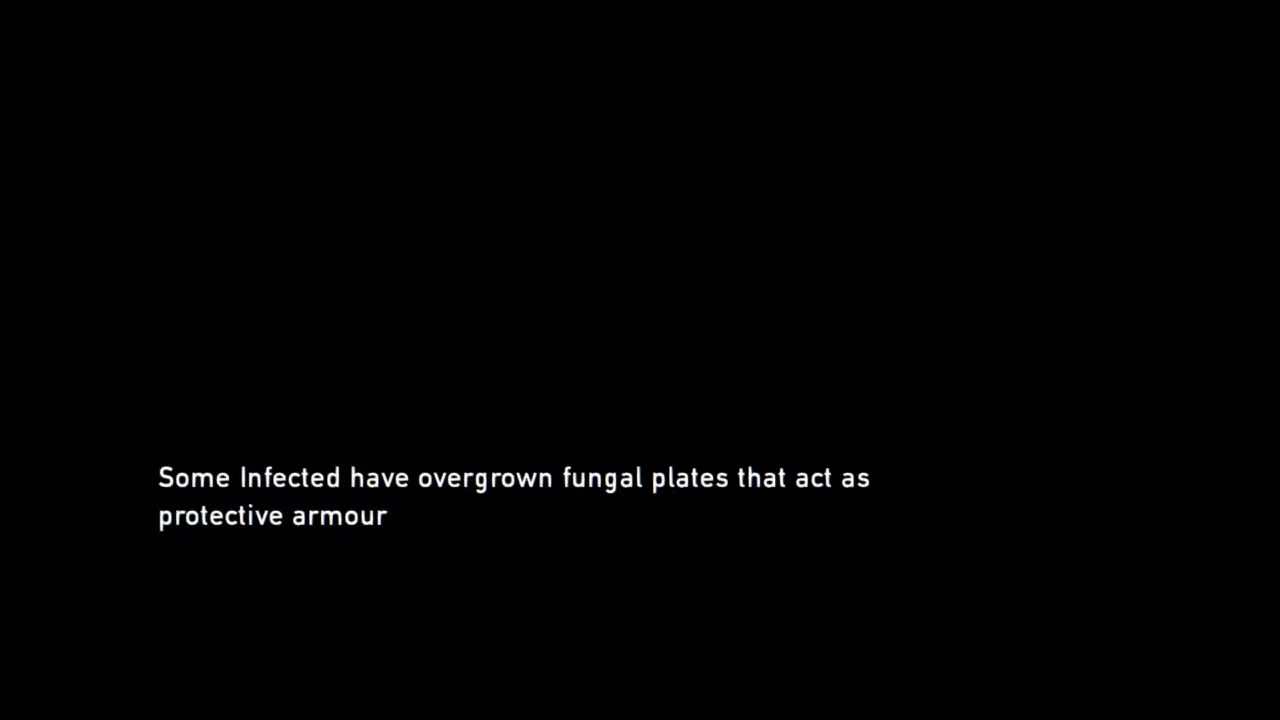 Some Infected have overgrown fungal plates that act as
protective armour